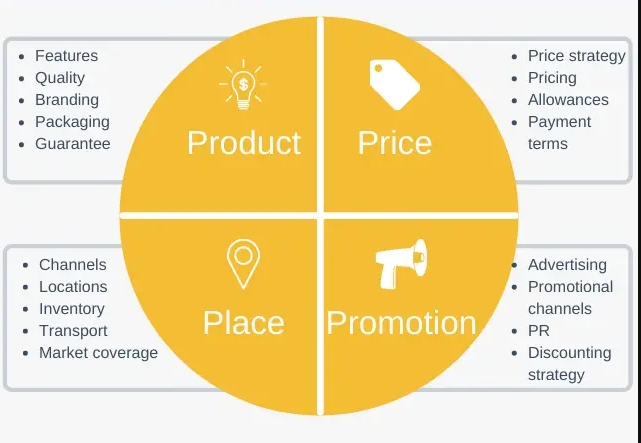 Features
Quality
Branding
Packaging
Guarantee
$
Product
Price
Price strategy
Pricing
Allowances
Payment
terms
Channels
Locations
Inventory
Transport
Market coverage
Place
Promotion
Advertising
Promotional
channels
PR
Discounting
strategy